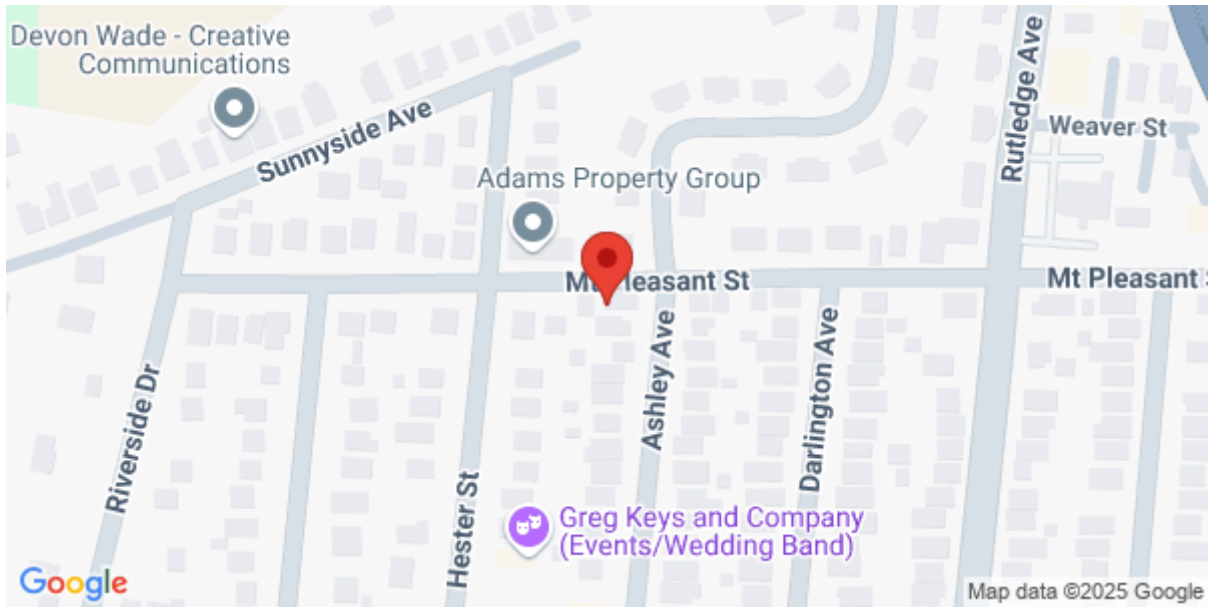 Devon Wade - Creative
Communications
Sunnyside Ave
Rutledge Ave
Weaver St
Adams Property Group
Mt Pleasant St
Mt Pleasant S
Riverside Dr
Hester St
Ashley Ave
Darlington Ave
Greg Keys and Company
(Events/Wedding Band)
Google
Map data ©2025 Google